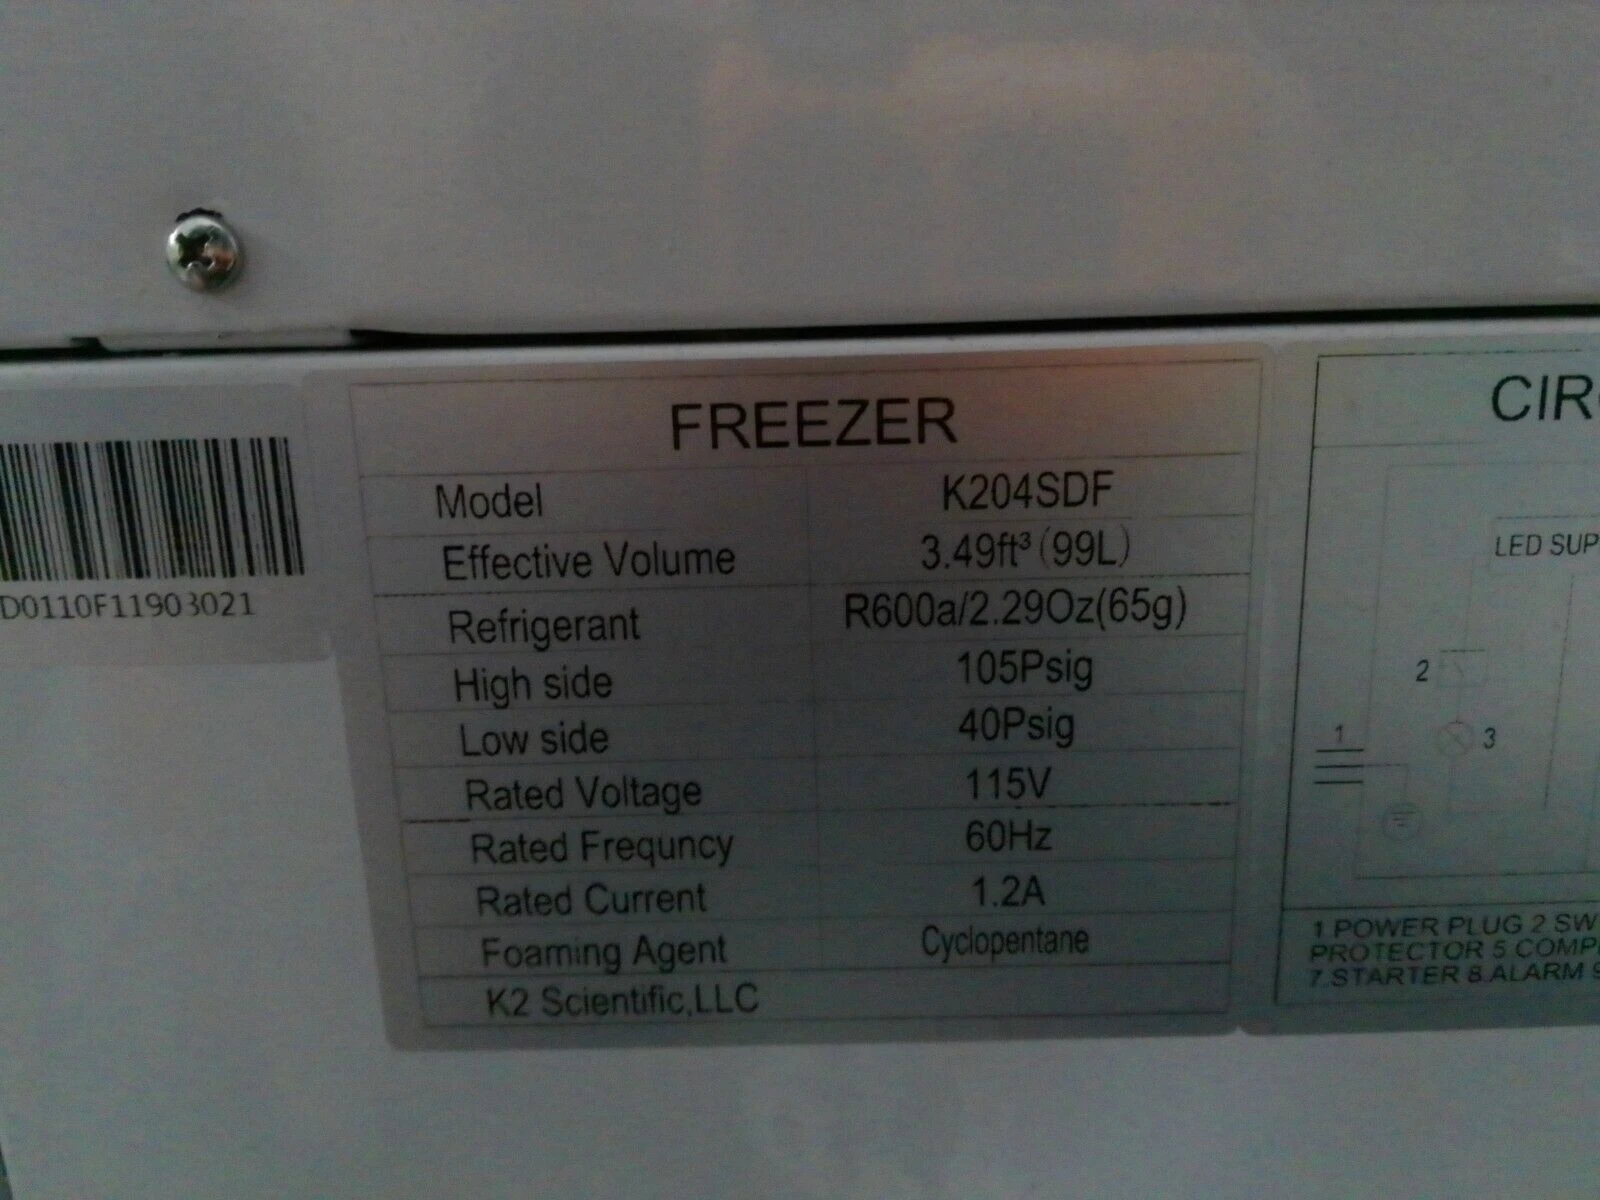 D0110F11903021
FREEZER
Model K204SDF
Effective Volume 3.49ft³(99L)
Refrigerant R600a/2.29Oz(65g)
High side 105Psig
Low side 40Psig
Rated Voltage 115V
Rated Frequncy 60Hz
Rated Current 1.2A
Foaming Agent Cyclopentane
K2 Scientific,LLC
CIR
LED SUP
2
1
3
1 POWER PLUG 2 SW
PROTECTOR 5 COMP
7.STARTER 8.ALARM 9